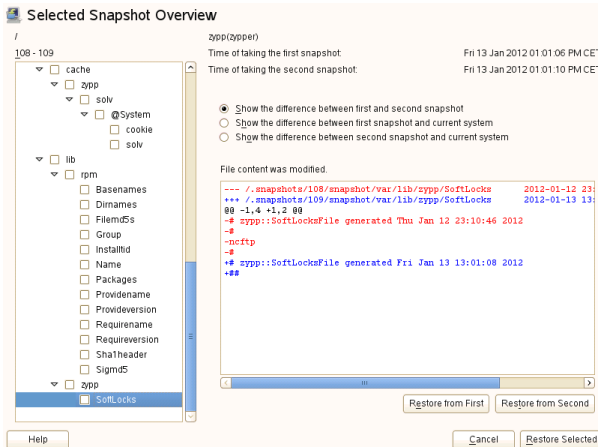 Selected Snapshot Overview
/
108 - 109
cache
zypp
solv
@System
cookie
solv
lib
rpm
Basenames
Dirnames
Filemd5s
Group
Installtid
Name
Packages
Providename
Provideversion
Requirename
Requireversion
Sha1header
Sigmd5
zypp
SoftLocks
zypp(zypper)
Time of taking the first snapshot: Fri 13 Jan 2012 01:01:06 PM CET
Time of taking the second snapshot: Fri 13 Jan 2012 01:01:10 PM CET
Show the difference between first and second snapshot
Show the difference between first snapshot and current system
Show the difference between second snapshot and current system
File content was modified.
--- /.snapshots/108/snapshot/var/lib/zypp/SoftLocks 2012-01-12 23:
+++ /.snapshots/109/snapshot/var/lib/zypp/SoftLocks 2012-01-13 13:
@@ -1,4 +1,2 @@
-# zypp::SoftLocksFile generated Thu Jan 12 23:10:46 2012
-#
-ncftp
-#
+# zypp::SoftLocksFile generated Fri Jan 13 13:01:08 2012
+##
Restore from First Restore from Second
Help Cancel Restore Selected